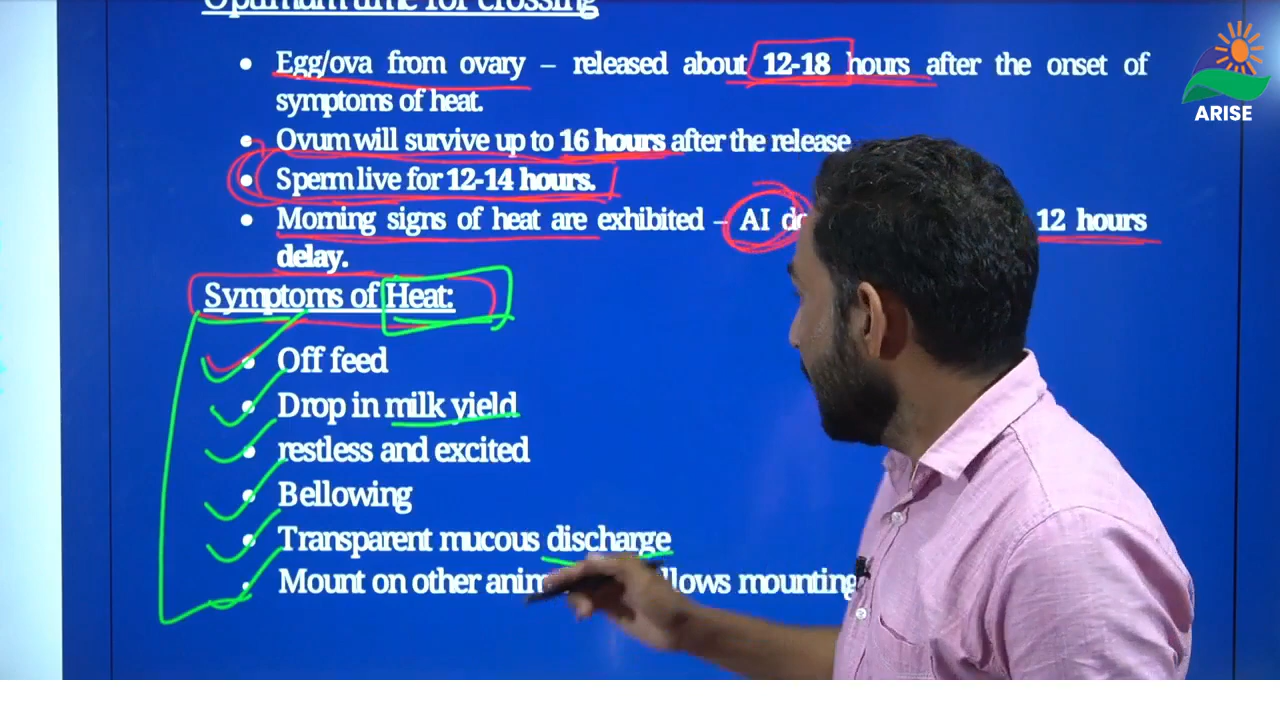 Optimum time for crossing
• Egg/ova from ovary – released about 12-18 hours after the onset of
symptoms of heat.
• Ovum will survive up to 16 hours after the release
• Sperm live for 12-14 hours.
• Morning signs of heat are exhibited – AI 12 hours
delay.
Symptoms of Heat:
• Off feed
• Drop in milk yield
• restless and excited
• Bellowing
• Transparent mucous discharge
• Mount on other mounting
ARISE